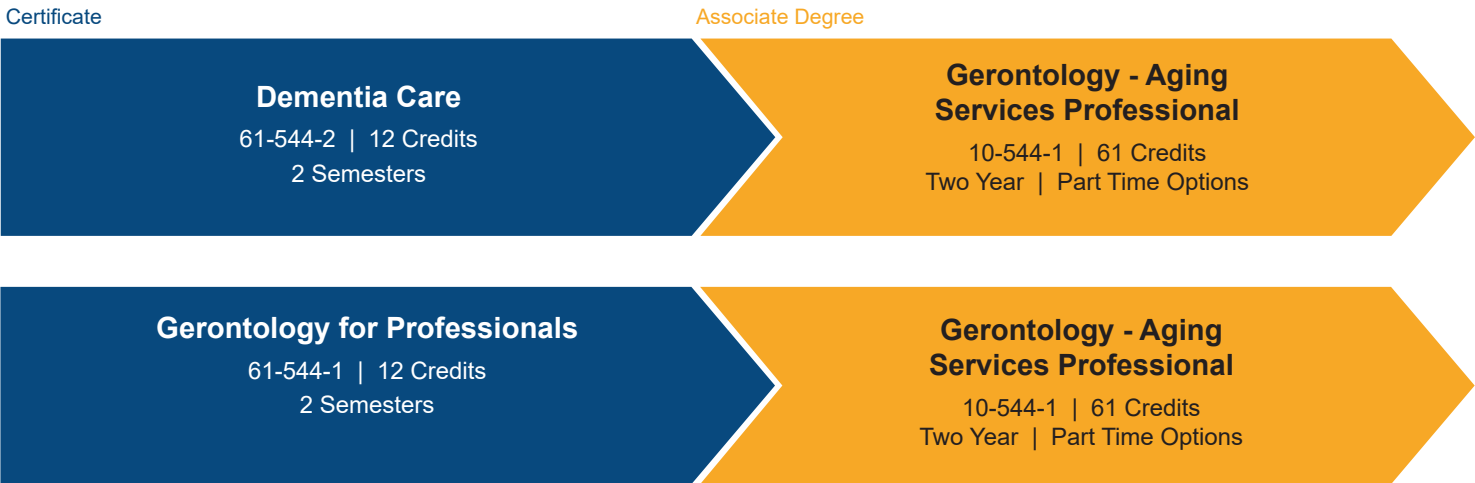 Certificate
Associate Degree
Dementia Care
61-544-2 | 12 Credits
2 Semesters
Gerontology - Aging
Services Professional
10-544-1 | 61 Credits
Two Year | Part Time Options
Gerontology for Professionals
61-544-1 | 12 Credits
2 Semesters
Gerontology - Aging
Services Professional
10-544-1 | 61 Credits
Two Year | Part Time Options